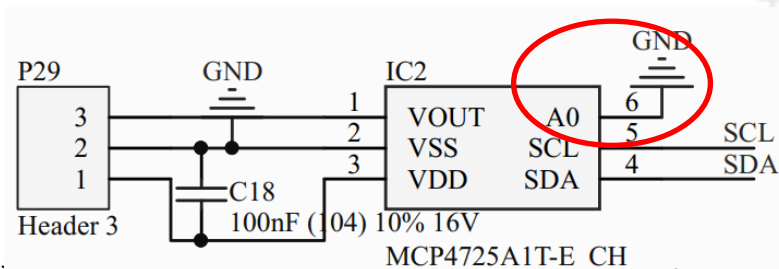 GND
P29
GND
IC2
3
1
VOUT
A0
6
2
2
VSS
SCL
5
SCL
1
3
VDD
SDA
4
SDA
C18
Header 3
100nF (104) 10% 16V
MCP4725A1T-E CH